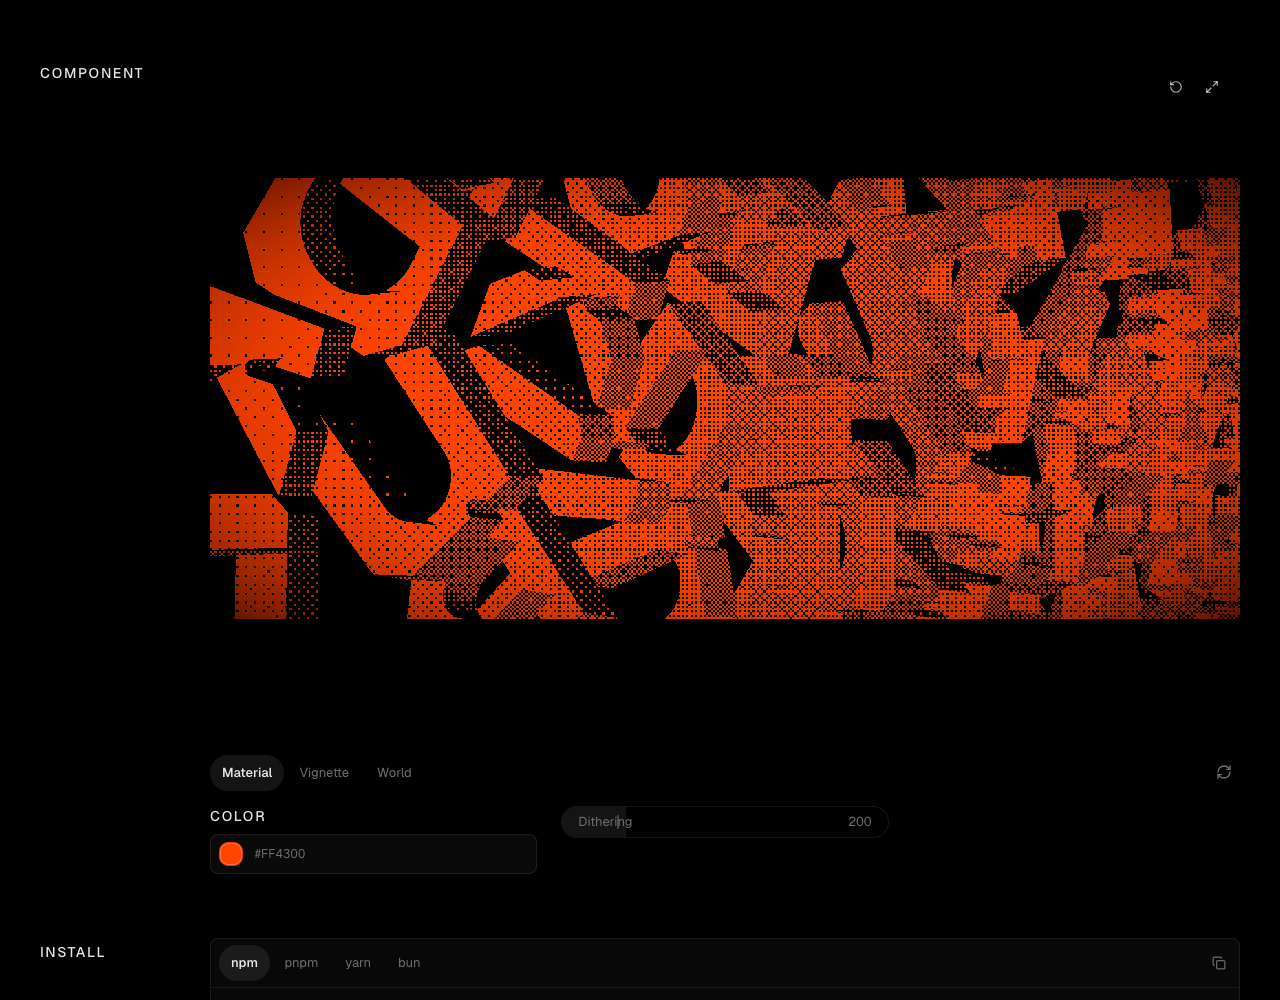 COMPONENT
Material Vignette World
COLOR
Dithering 200
#FF4300
INSTALL
npm pnpm yarn bun